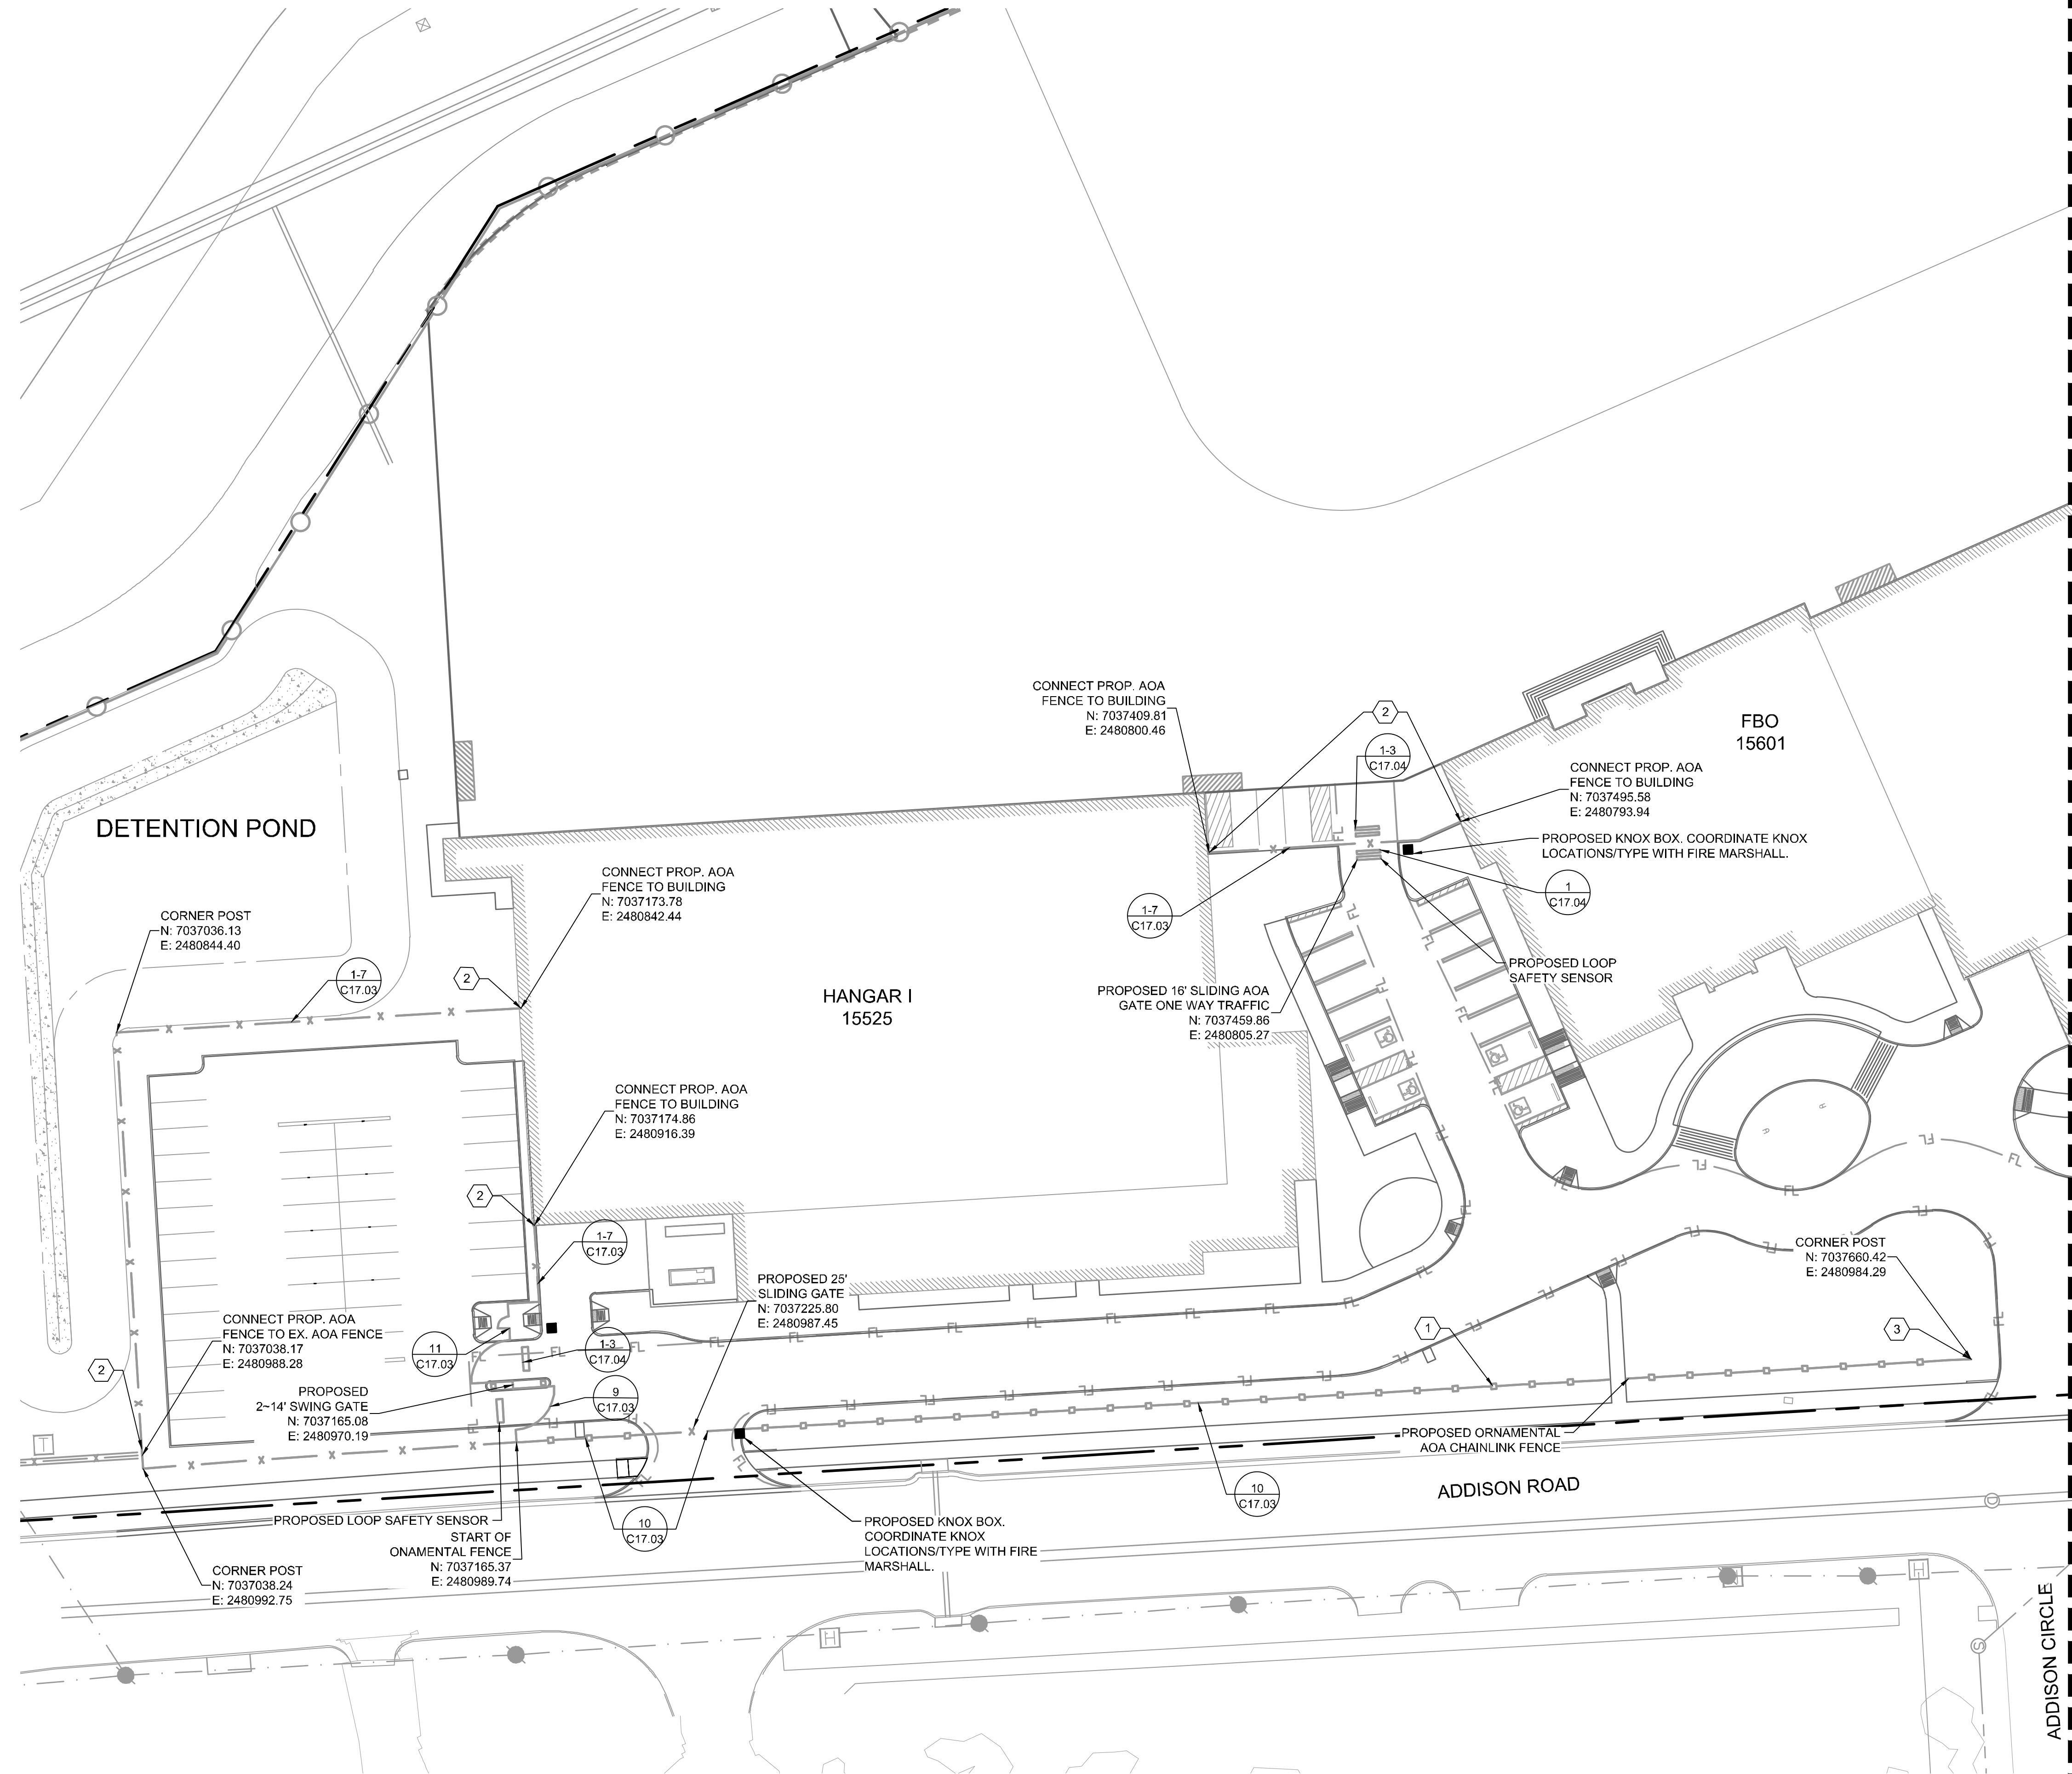 CONNECT PROP. AOA
FENCE TO BUILDING
N: 7037409.81
E: 2480800.46
2
1-3
C17.04
FBO
15601
CONNECT PROP. AOA
FENCE TO BUILDING
N: 7037495.58
E: 2480793.94
PROPOSED KNOX BOX. COORDINATE KNOX
LOCATIONS/TYPE WITH FIRE MARSHALL.
1
C17.04
1-7
C17.03
PROPOSED LOOP
SAFETY SENSOR
PROPOSED 16' SLIDING AOA
GATE ONE WAY TRAFFIC
N: 7037459.86
E: 2480805.27
DETENTION POND
CONNECT PROP. AOA
FENCE TO BUILDING
N: 7037173.78
E: 2480842.44
CORNER POST
N: 7037036.13
E: 2480844.40
1-7
C17.03
2
HANGAR I
15525
CONNECT PROP. AOA
FENCE TO BUILDING
N: 7037174.86
E: 2480916.39
2
1-7
C17.03
PROPOSED 25'
SLIDING GATE
N: 7037225.80
E: 2480987.45
CORNER POST
N: 7037660.42
E: 2480984.29
1
3
CONNECT PROP. AOA
FENCE TO EX. AOA FENCE
N: 7037038.17
E: 2480988.28
2
11
C17.03
1-3
C17.04
9
C17.03
PROPOSED
2~14' SWING GATE
N: 7037165.08
E: 2480970.19
PROPOSED ORNAMENTAL
AOA CHAINLINK FENCE
ADDISON ROAD
10
C17.03
PROPOSED LOOP SAFETY SENSOR
START OF
ONAMENTAL FENCE
N: 7037165.37
E: 2480989.74
10
C17.03
PROPOSED KNOX BOX.
COORDINATE KNOX
LOCATIONS/TYPE WITH FIRE
MARSHALL.
CORNER POST
N: 7037038.24
E: 2480992.75
ADDISON CIRCLE
T
H
H
D
S
FL
FL
FL
FL
FL
FL
FL
FL
FL
FL